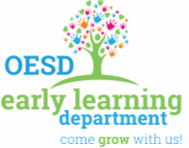 OESD
early learning
department
come grow with us!